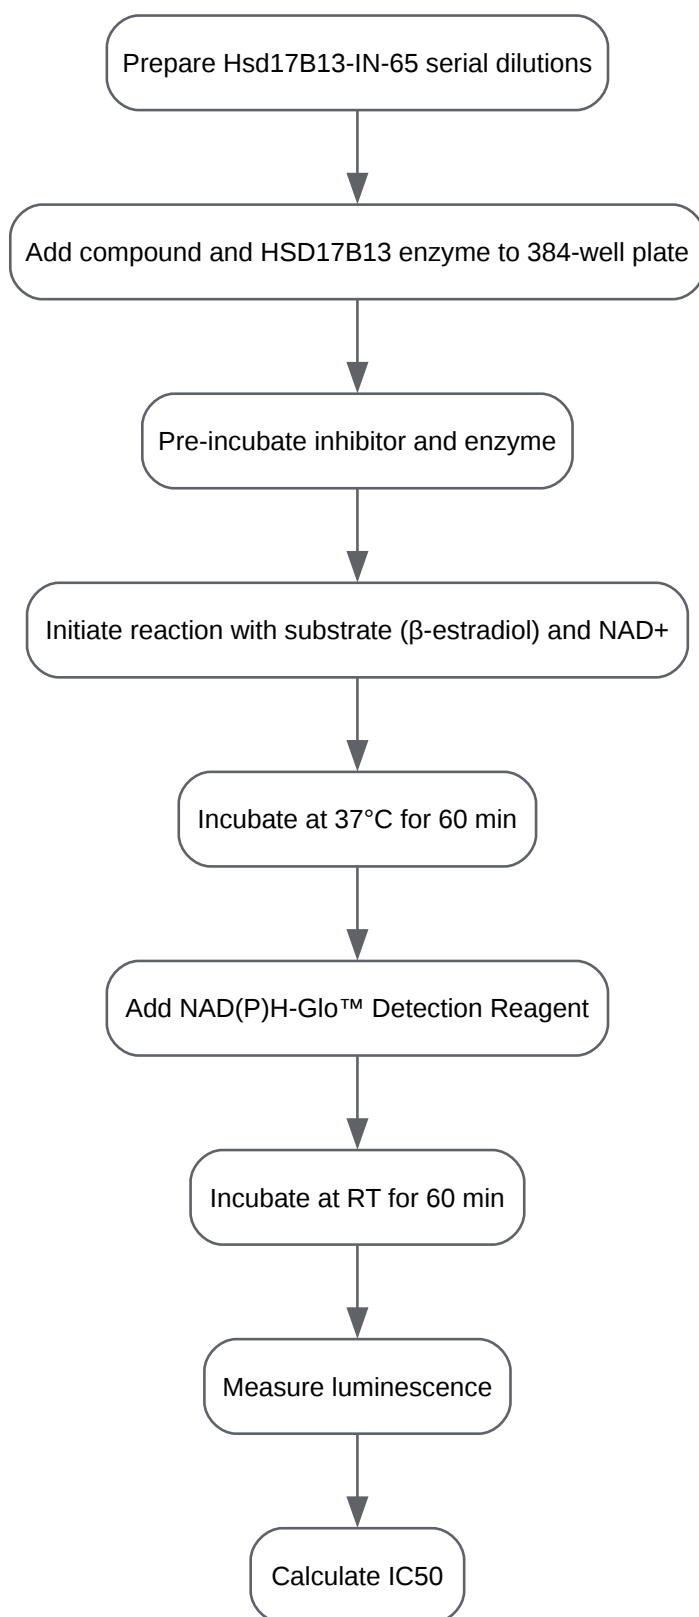 Prepare Hsd17B13-IN-65 serial dilutions
Add compound and HSD17B13 enzyme to 384-well plate
Pre-incubate inhibitor and enzyme
Initiate reaction with substrate (β-estradiol) and NAD+
Incubate at 37°C for 60 min
Add NAD(P)H-Glo™ Detection Reagent
Incubate at RT for 60 min
Measure luminescence
Calculate IC50